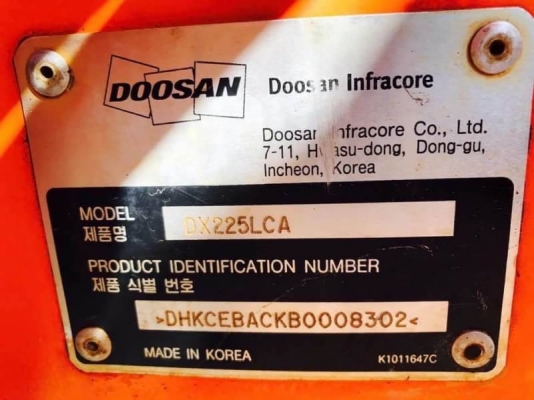 DOOSAN
Doosan Infracore
Doosan Infracore Co., Ltd.
7-11, Hwasu-dong, Dong-gu,
Incheon, Korea
MODEL
제품명
DX225LCA
PRODUCT IDENTIFICATION NUMBER
제품 식별 번호
>DHKCEBACKB0008302<
MADE IN KOREA
K1011647C